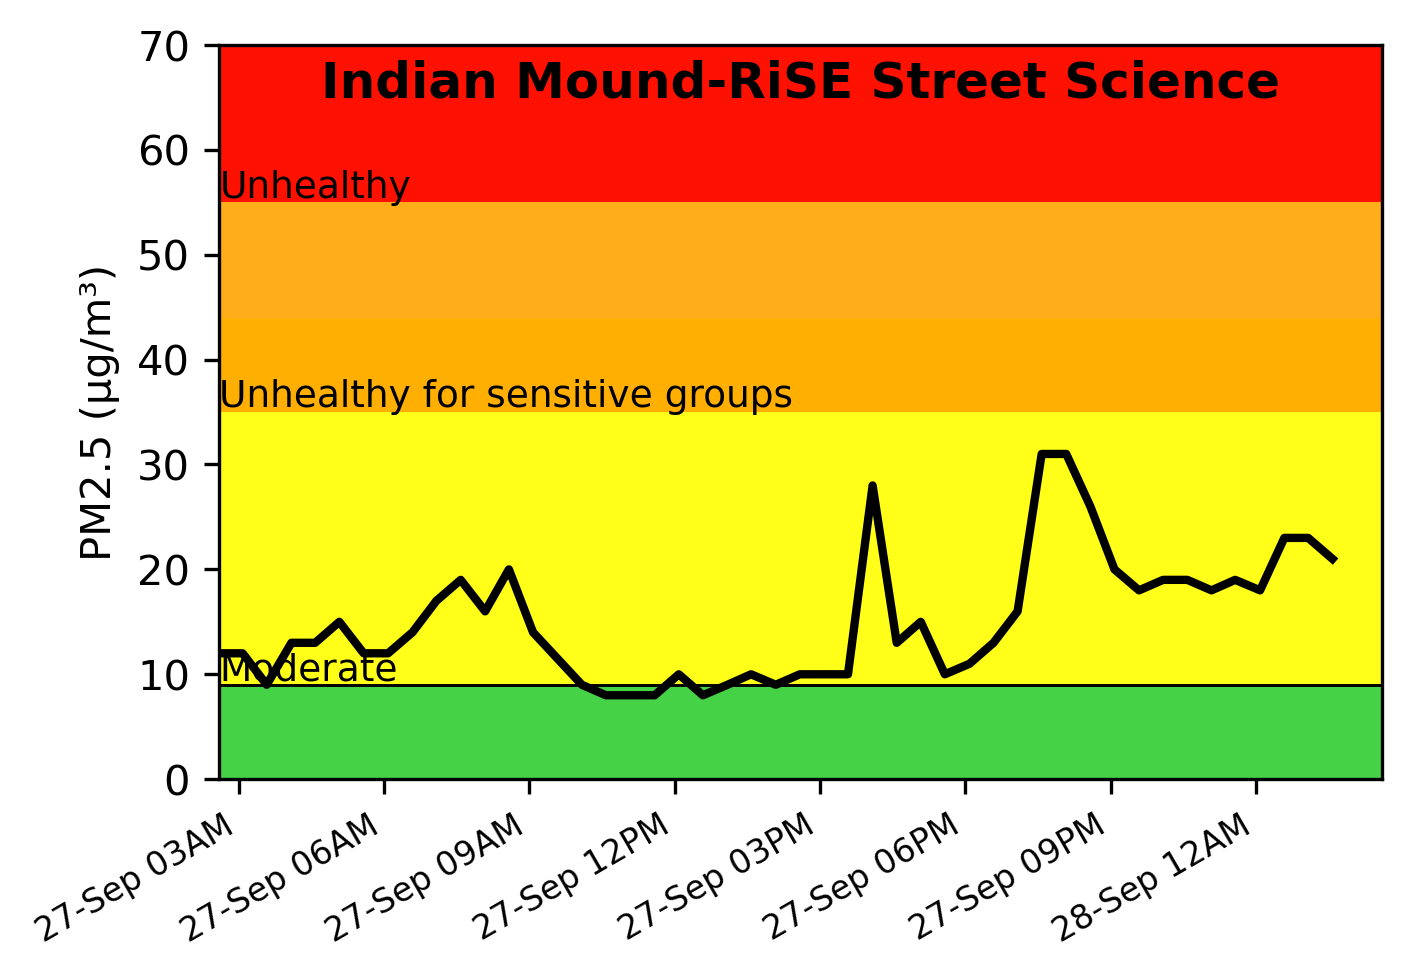 Indian Mound-RiSE Street Science
70
60
50
40
30
20
10
0
PM2.5 (µg/m³)
Unhealthy
Unhealthy for sensitive groups
Moderate
27-Sep 03AM
27-Sep 06AM
27-Sep 09AM
27-Sep 12PM
27-Sep 03PM
27-Sep 06PM
27-Sep 09PM
28-Sep 12AM